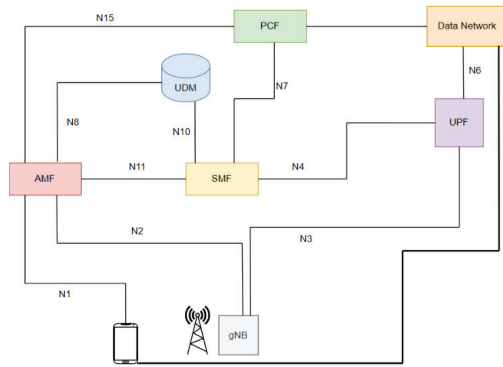 N15
PCF
Data Network
UDM
N7
N6
N8
N10
UPF
AMF
N11
SMF
N4
N2
N3
N1
gNB